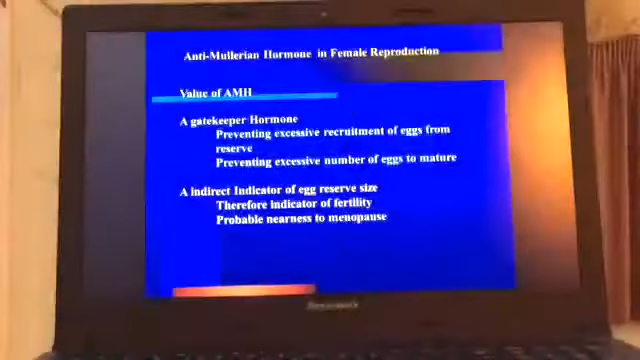 Anti-Mullerian Hormone in Female Reproduction
Value of AMH
A gatekeeper Hormone
Preventing excessive recruitment of eggs from
reserve
Preventing excessive number of eggs to mature
A indirect Indicator of egg reserve size
Therefore indicator of fertility
Probable nearness to menopause